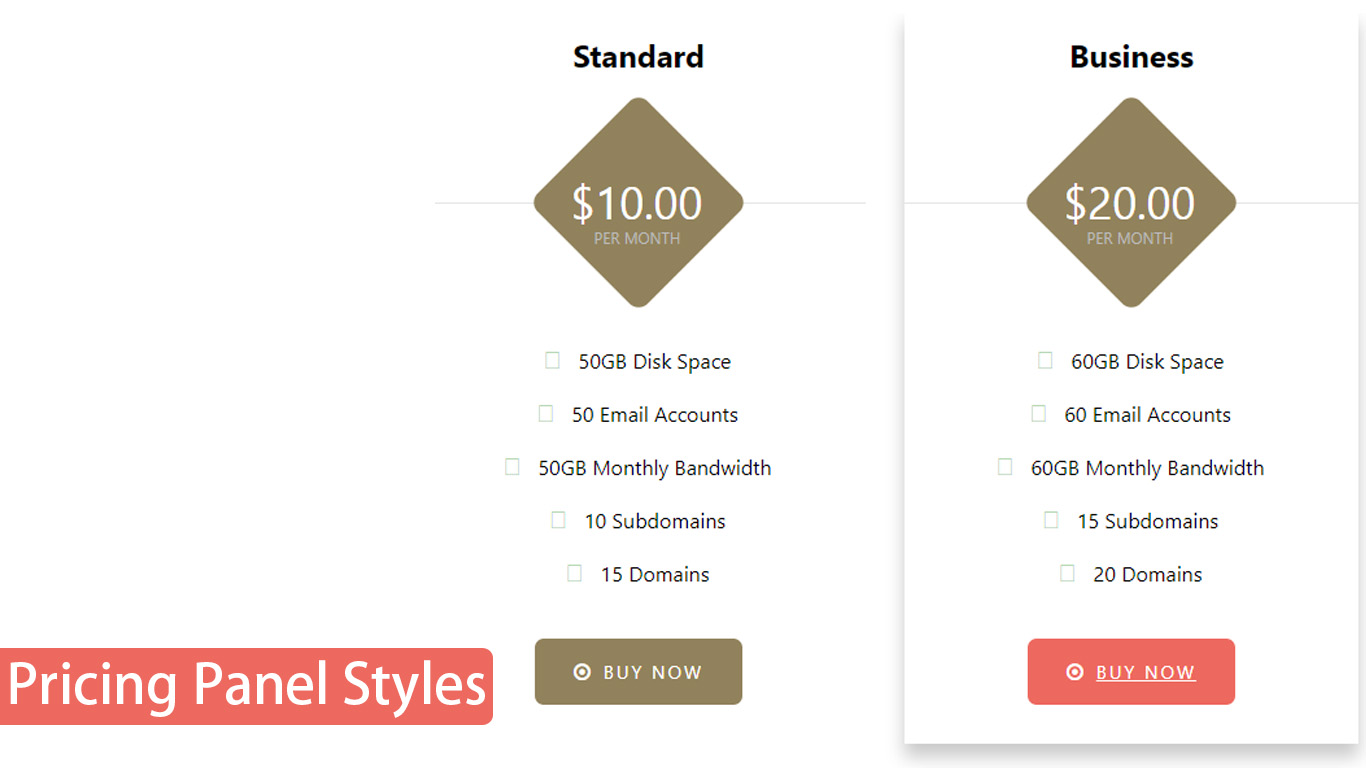 Standard
$10.00
PER MONTH
50GB Disk Space
50 Email Accounts
50GB Monthly Bandwidth
10 Subdomains
15 Domains
BUY NOW
Business
$20.00
PER MONTH
60GB Disk Space
60 Email Accounts
60GB Monthly Bandwidth
15 Subdomains
20 Domains
BUY NOW
Pricing Panel Styles